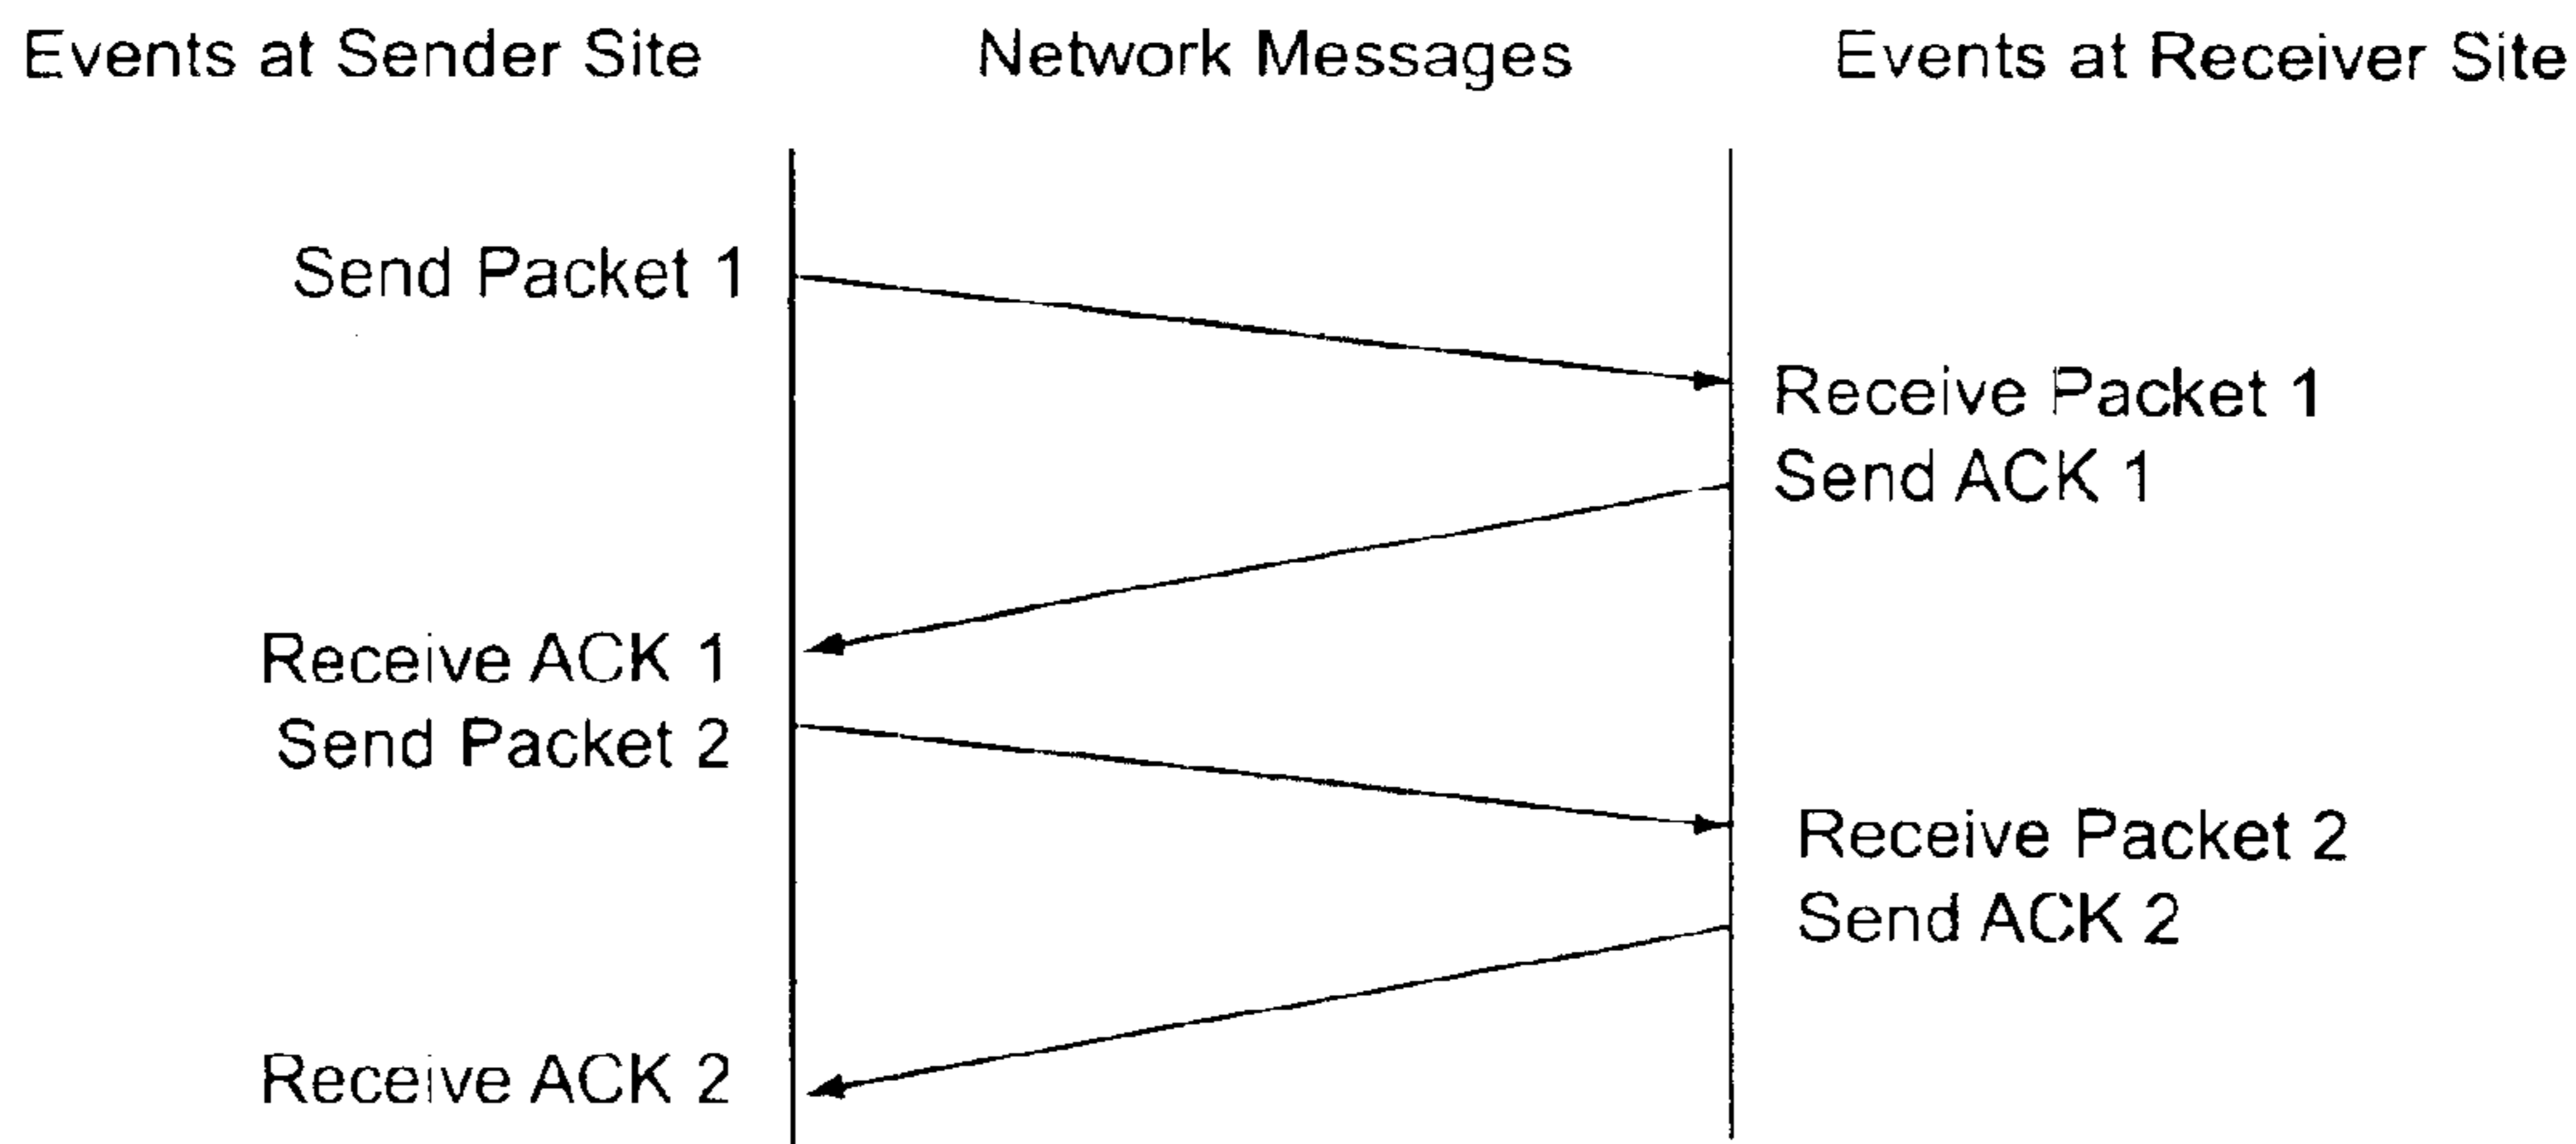 Events at Sender Site
Network Messages
Events at Receiver Site
Send Packet 1
Receive Packet 1
Send ACK 1
Receive ACK 1
Send Packet 2
Receive Packet 2
Send ACK 2
Receive ACK 2